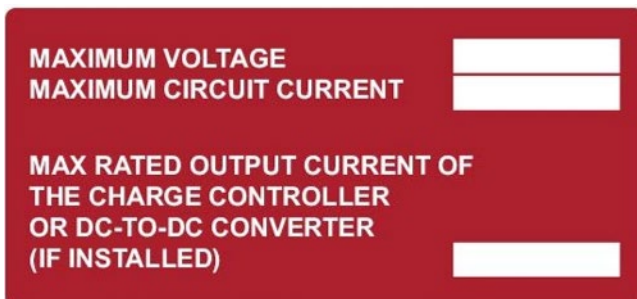 MAXIMUM VOLTAGE
MAXIMUM CIRCUIT CURRENT
MAX RATED OUTPUT CURRENT OF
THE CHARGE CONTROLLER
OR DC-TO-DC CONVERTER
(IF INSTALLED)